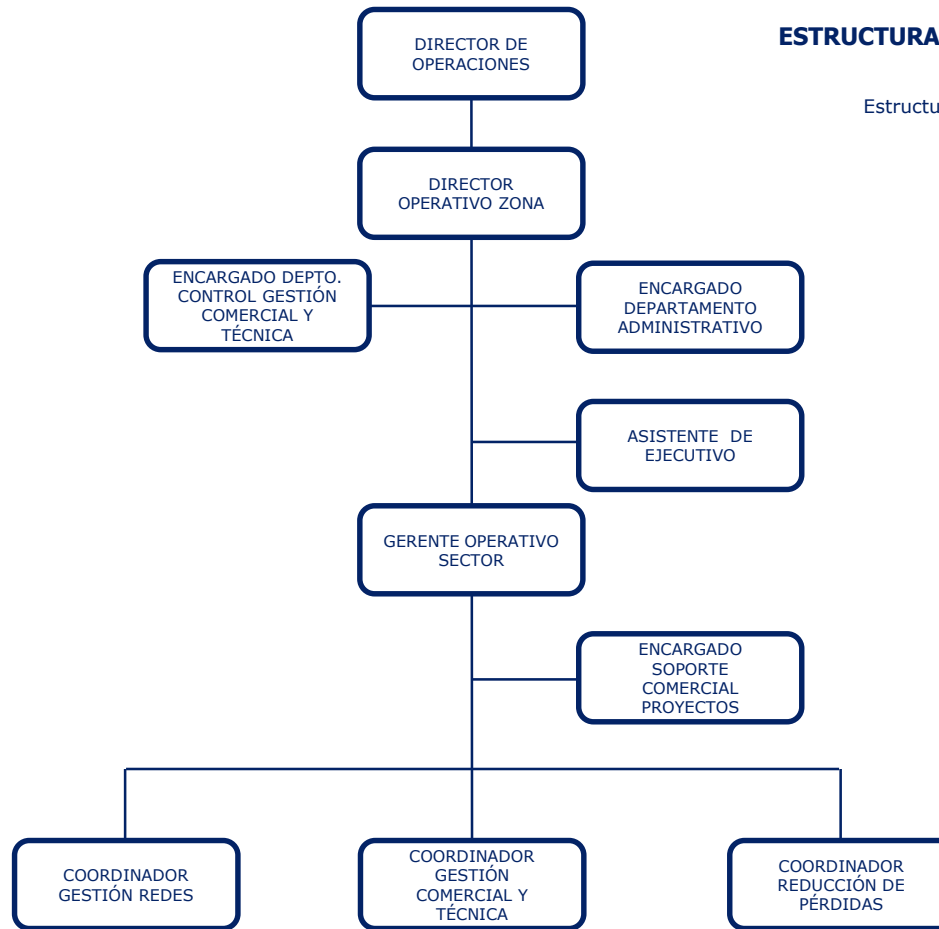 DIRECTOR DE
OPERACIONES
ESTRUCTURA
Estructu
DIRECTOR
OPERATIVO ZONA
ENCARGADO DEPTO.
CONTROL GESTIÓN
COMERCIAL Y
TÉCNICA
ENCARGADO
DEPARTAMENTO
ADMINISTRATIVO
ASISTENTE DE
EJECUTIVO
GERENTE OPERATIVO
SECTOR
ENCARGADO
SOPORTE
COMERCIAL
PROYECTOS
COORDINADOR
GESTIÓN REDES
COORDINADOR
GESTIÓN
COMERCIAL Y
TÉCNICA
COORDINADOR
REDUCCIÓN DE
PÉRDIDAS